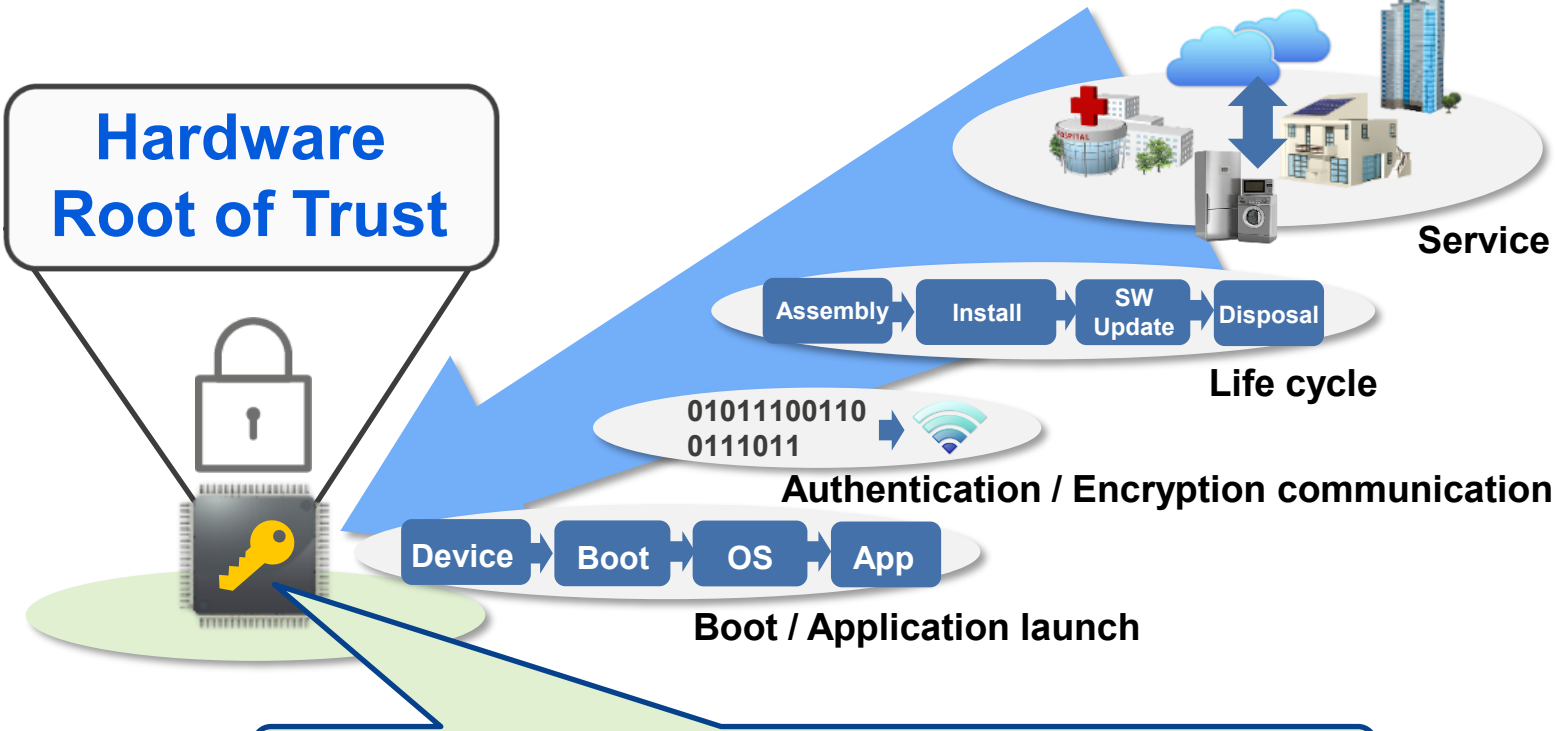 Hardware
Root of Trust
HOSPITAL
Service
Assembly
Install
SW
Update
Disposal
Life cycle
01011100110
0111011
Authentication / Encryption communication
Device
Boot
OS
App
Boot / Application launch